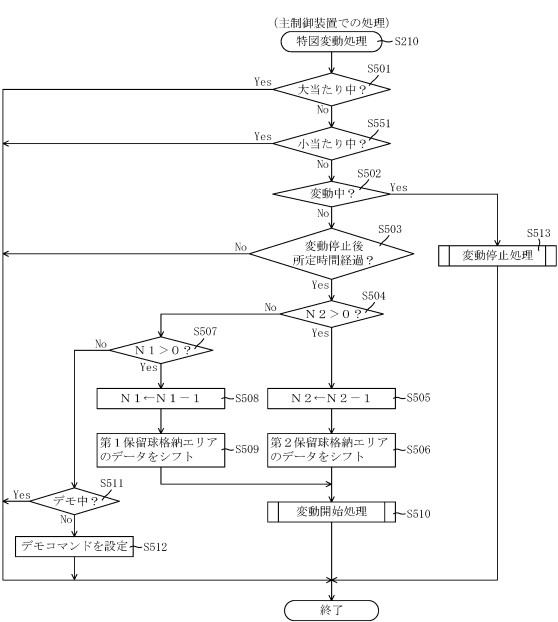 (主制御装置での処理)
特図変動処理
S210
S501
Yes
大当たり中？
No
S551
Yes
小当たり中？
No
S502
変動中？
Yes
No
S503
No
変動停止後
所定時間経過？
Yes
S513
変動停止処理
S504
No
Ｎ２＞０？
Yes
S507
No
Ｎ１＞０？
Yes
Ｎ１←Ｎ１－１
S508
Ｎ２←Ｎ２－１
S505
第１保留球格納エリア
のデータをシフト
S509
第２保留球格納エリア
のデータをシフト
S506
S511
Yes
デモ中？
No
変動開始処理
S510
デモコマンドを設定
S512
終了